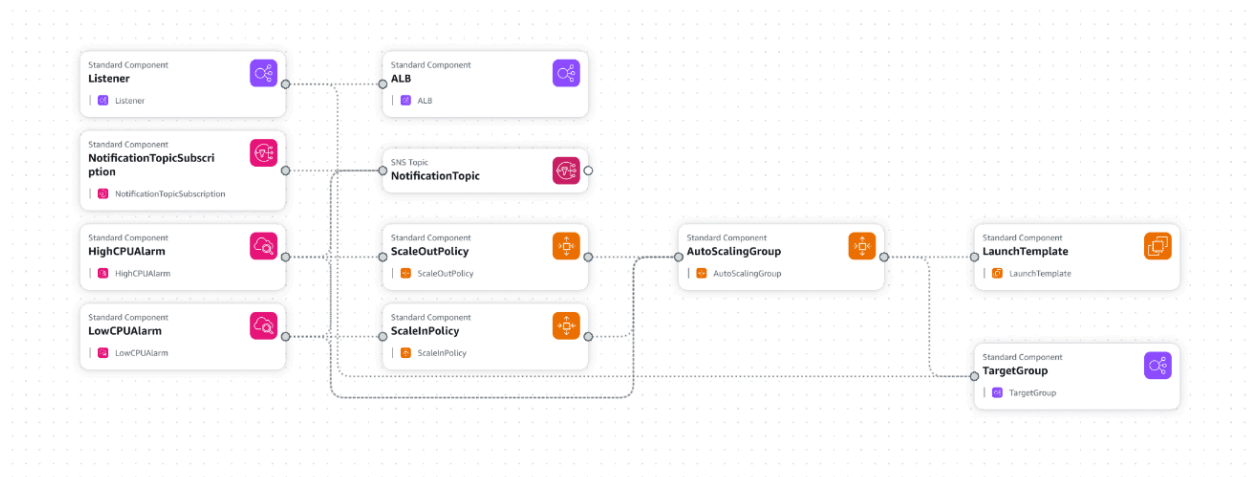 Standard Component
Listener
Listener
Standard Component
ALB
ALB
Standard Component
NotificationTopicSubscri
ption
NotificationTopicSubscription
SNS Topic
NotificationTopic
Standard Component
HighCPUAlarm
HighCPUAlarm
Standard Component
ScaleOutPolicy
ScaleOutPolicy
Standard Component
AutoScalingGroup
AutoScalingGroup
Standard Component
LaunchTemplate
LaunchTemplate
Standard Component
LowCPUAlarm
LowCPUAlarm
Standard Component
ScaleInPolicy
ScaleInPolicy
Standard Component
TargetGroup
TargetGroup